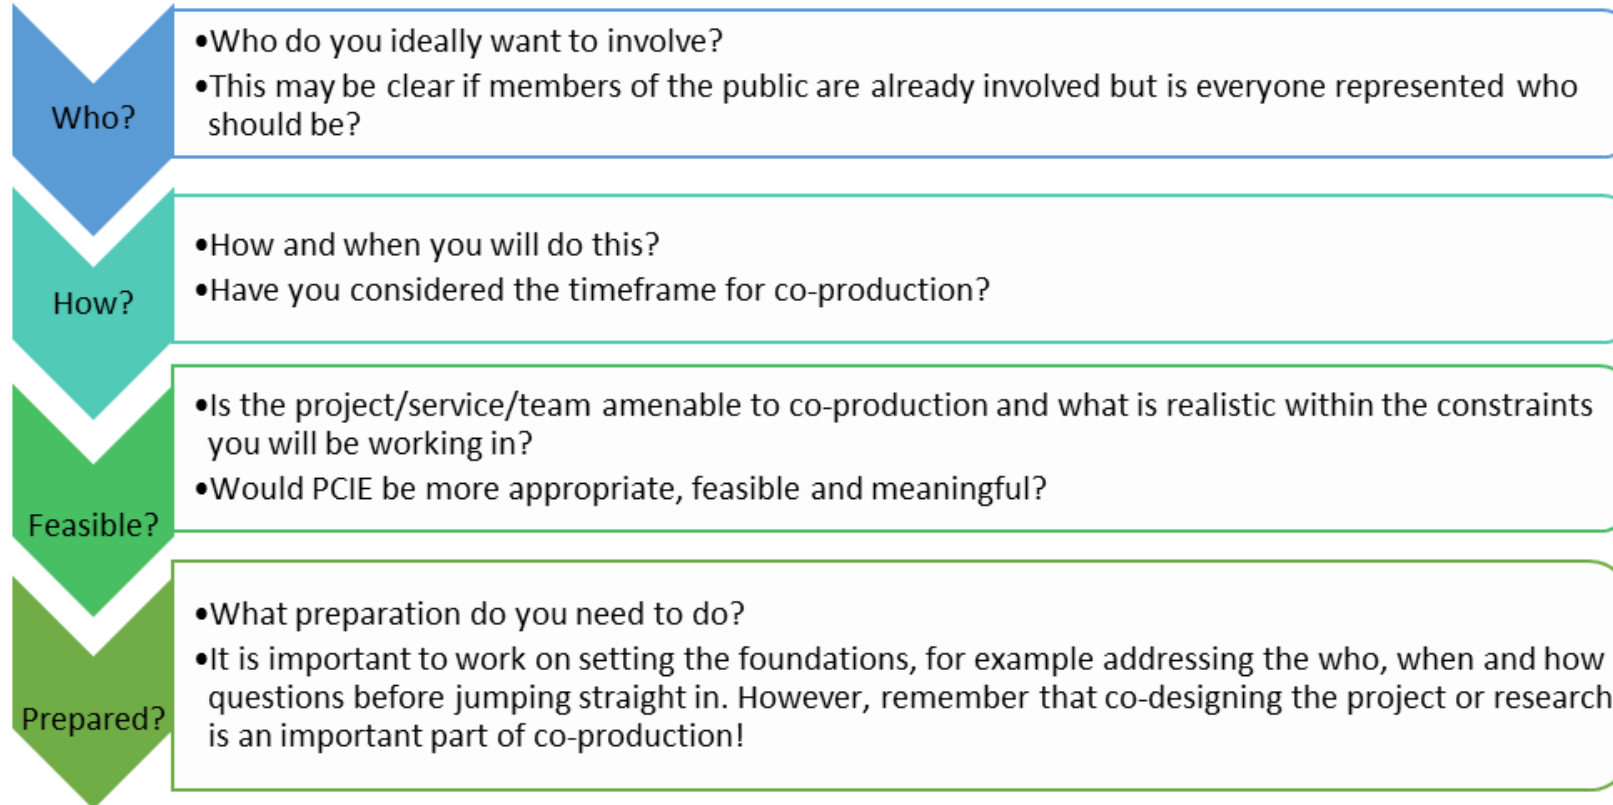 Who?
•Who do you ideally want to involve?
•This may be clear if members of the public are already involved but is everyone represented who
should be?
How?
•How and when you will do this?
•Have you considered the timeframe for co-production?
Feasible?
•Is the project/service/team amenable to co-production and what is realistic within the constraints
you will be working in?
•Would PCIE be more appropriate, feasible and meaningful?
Prepared?
•What preparation do you need to do?
•It is important to work on setting the foundations, for example addressing the who, when and how
questions before jumping straight in. However, remember that co-designing the project or research
is an important part of co-production!